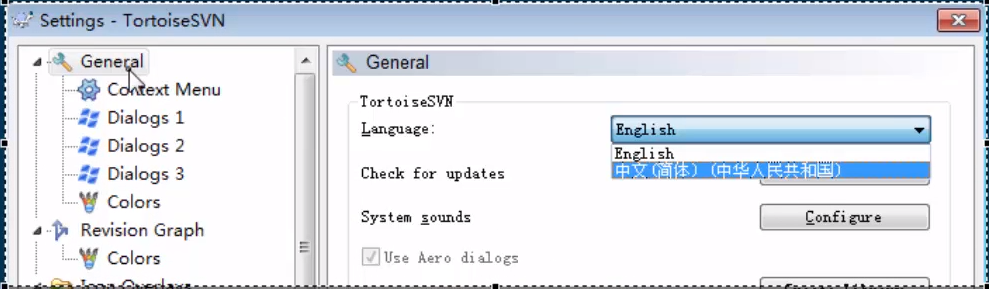 Settings - TortoiseSVN
General
Context Menu
Dialogs 1
Dialogs 2
Dialogs 3
Colors
Revision Graph
Colors
Icon Overlays
General
TortoiseSVN
Language:
English
English
中文(简体) (中华人民共和国)
Check for updates
System sounds
Configure
Use Aero dialogs